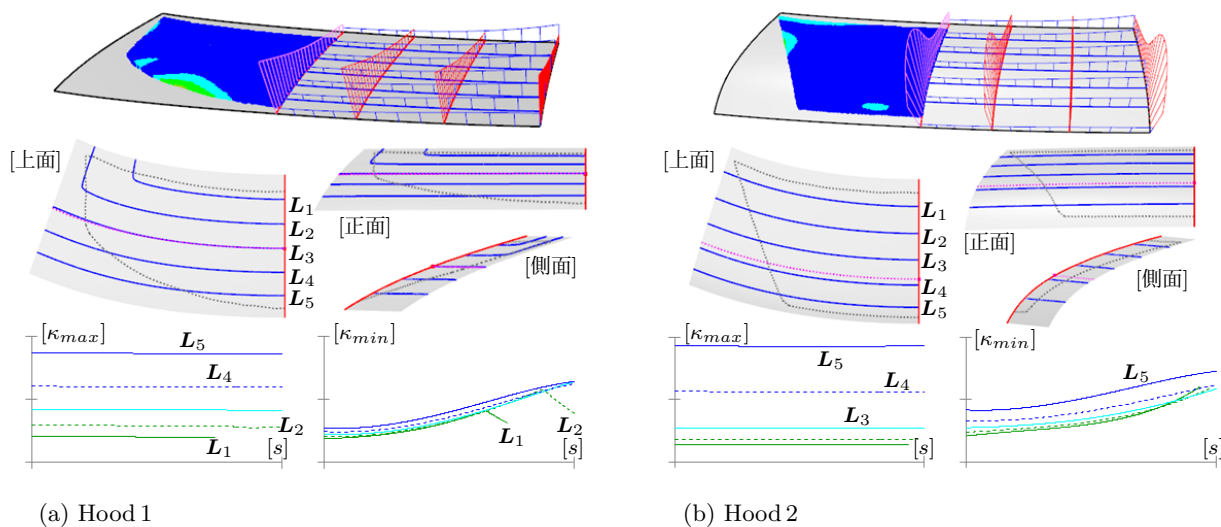 [上面]
L1
L2
L3
L4
L5
[正面]
[側面]
[κmax]
L5
L4
L2
L1
[s]
[κmin]
L1
L2
[s]
(a) Hood 1
[上面]
L1
L2
L3
L4
L5
[正面]
[側面]
[κmax]
L5
L4
L3
[s]
[κmin]
L5
[s]
(b) Hood 2